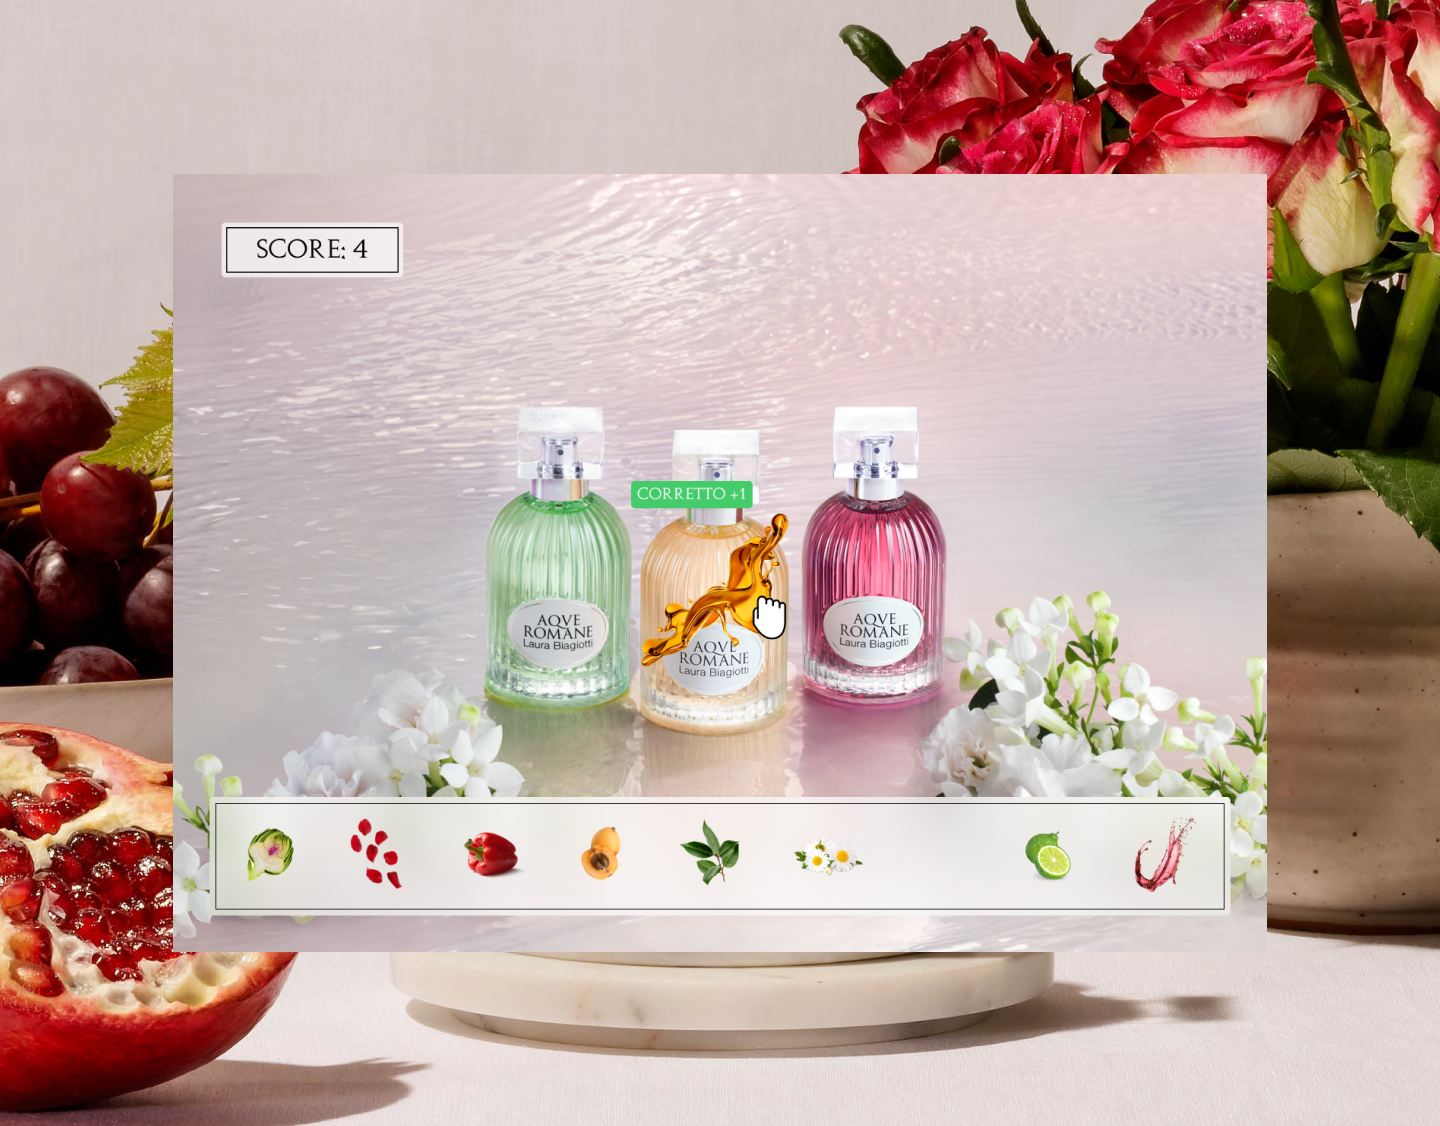 SCORE: 4
CORRETTO +1
AQVE
ROMANE
Laura Biagiotti
AQVE
ROMANE
Laura Biagiotti
AQVE
ROMANE
Laura Biagiotti